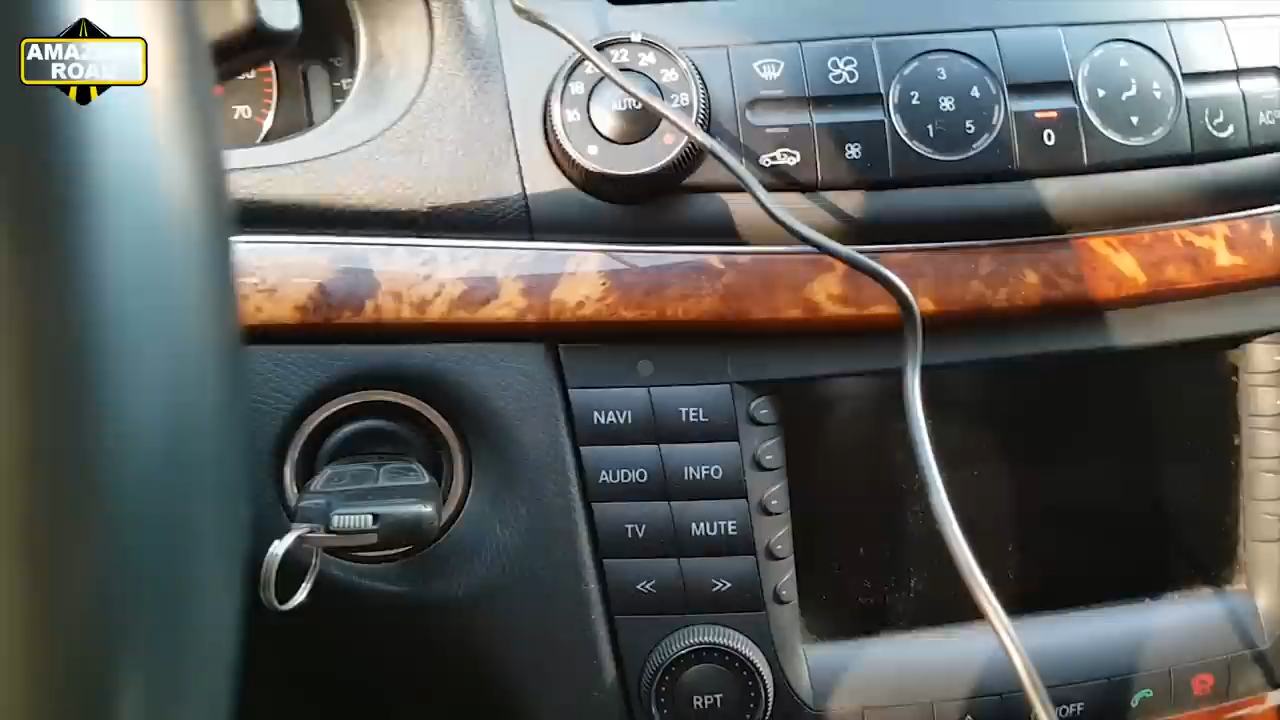 AMAZING
ROAD
70
22
24
26
28
18
16
AUTO
3
2
4
1
5
0
NAVI
TEL
AUDIO
INFO
TV
MUTE
RPT